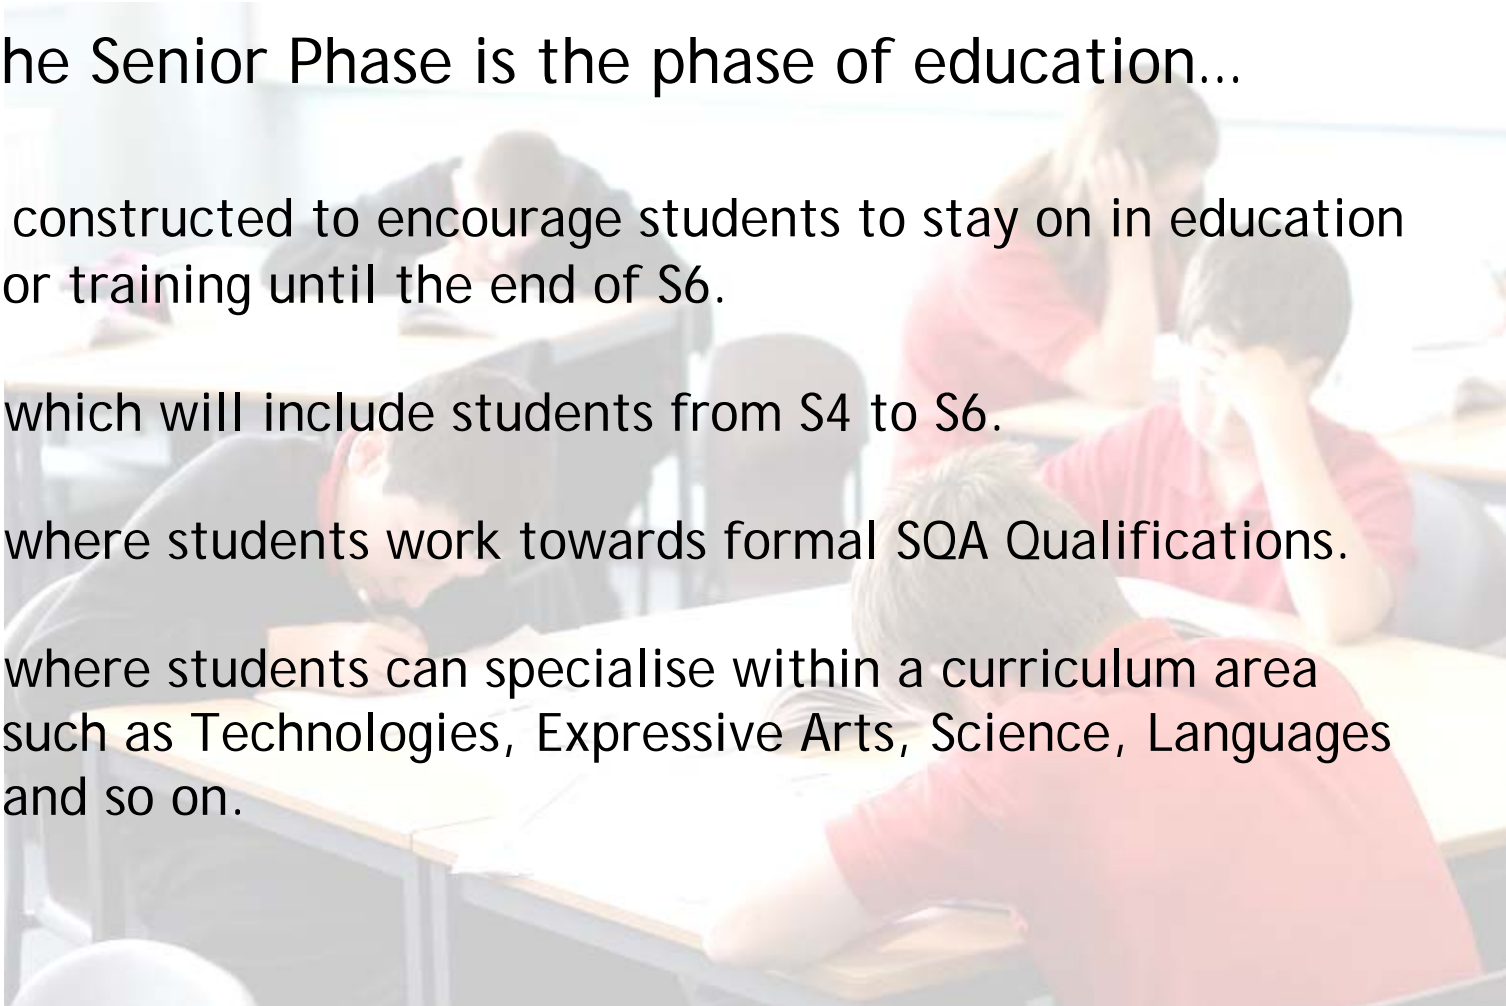 he Senior Phase is the phase of education...
constructed to encourage students to stay on in education
or training until the end of S6.
which will include students from S4 to S6.
where students work towards formal SQA Qualifications.
where students can specialise within a curriculum area
such as Technologies, Expressive Arts, Science, Languages
and so on.